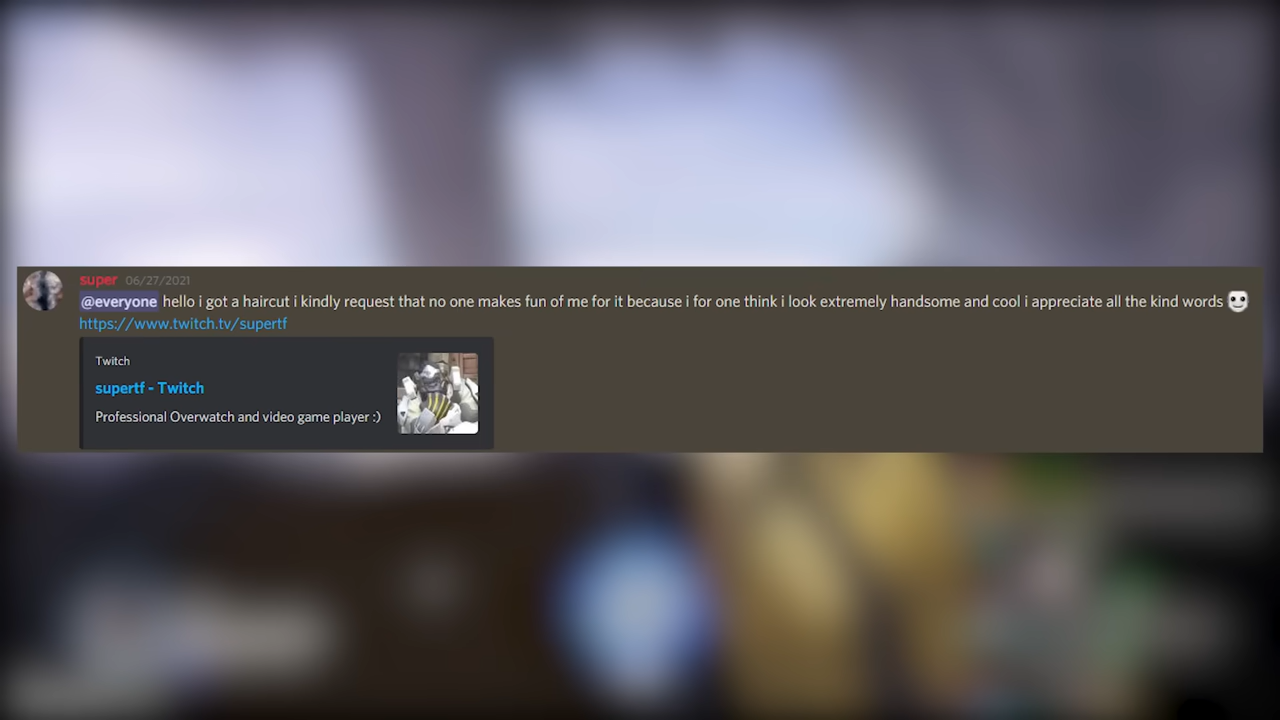 super 06/27/2021
@everyone hello i got a haircut i kindly request that no one makes fun of me for it because i for one think i look extremely handsome and cool i appreciate all the kind words
https://www.twitch.tv/supertf
Twitch
supertf - Twitch
Professional Overwatch and video game player :)